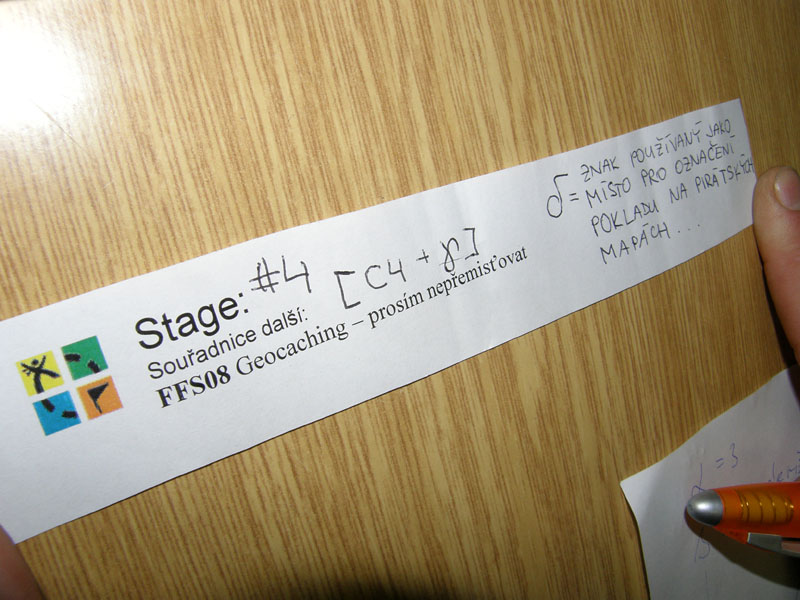 Stage: #4
Souřadnice další: [C4 + γ]
FFS08 Geocaching – prosím nepřemisťovat
δ = ZNAK POUŽÍVANÝ JAKO
MÍSTO PRO OZNAČENÍ
POKLADU NA PIRÁTSKÝCH
MAPÁCH...
= 3